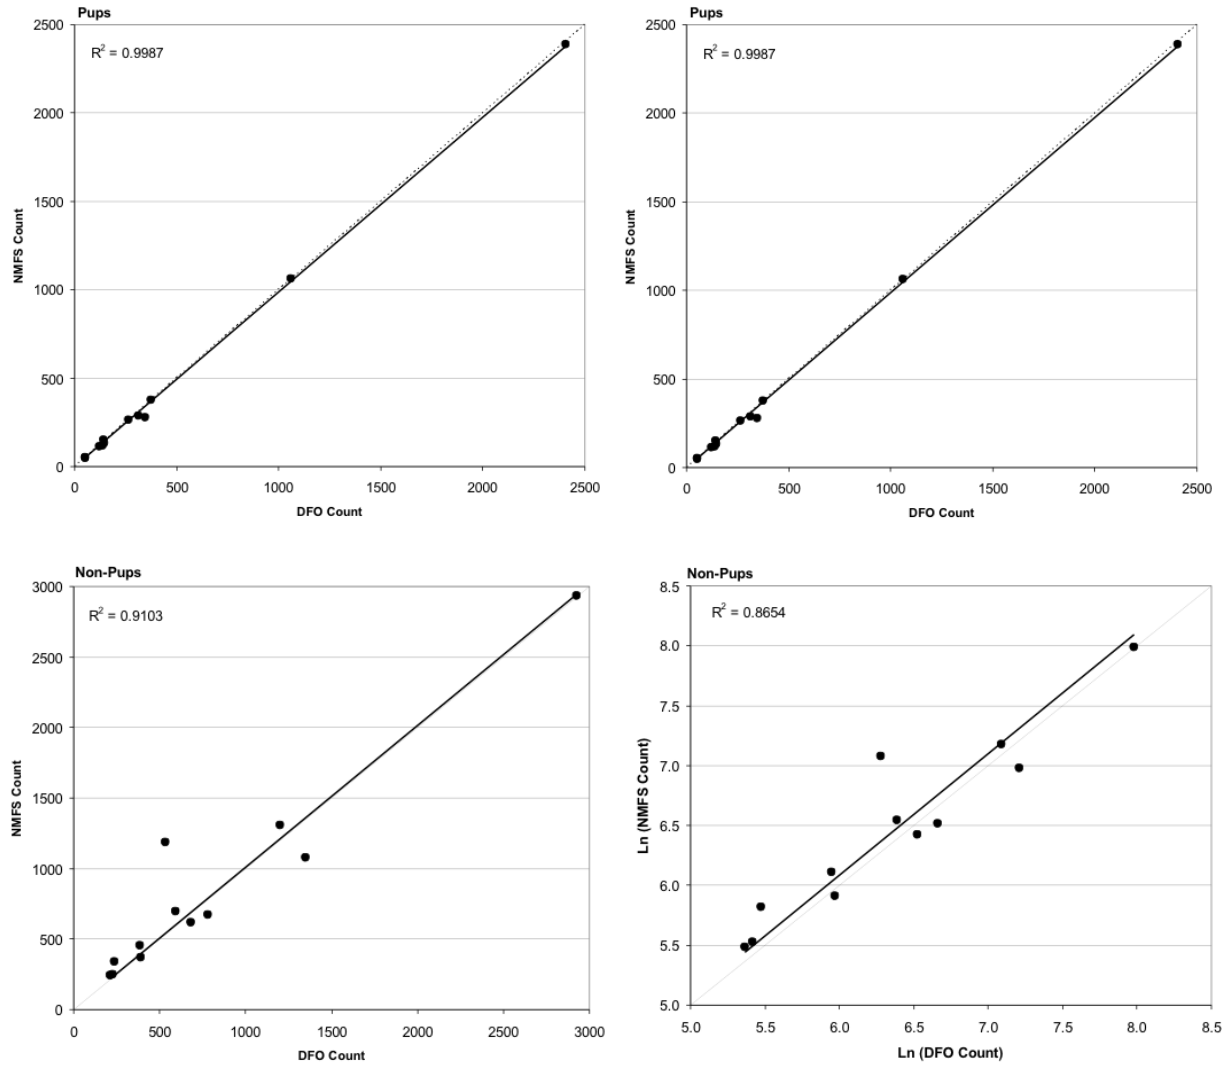 Pups
R² = 0.9987
2500
2000
1500
1000
500
0
NMFS Count
0 500 1000 1500 2000 2500
DFO Count
Pups
R² = 0.9987
2500
2000
1500
1000
500
0
NMFS Count
0 500 1000 1500 2000 2500
DFO Count
Non-Pups
R² = 0.9103
3000
2500
2000
1500
1000
500
0
NMFS Count
0 500 1000 1500 2000 2500 3000
DFO Count
Non-Pups
R² = 0.8654
8.5
8.0
7.5
7.0
6.5
6.0
5.5
5.0
Ln (NMFS Count)
5.0 5.5 6.0 6.5 7.0 7.5 8.0 8.5
Ln (DFO Count)